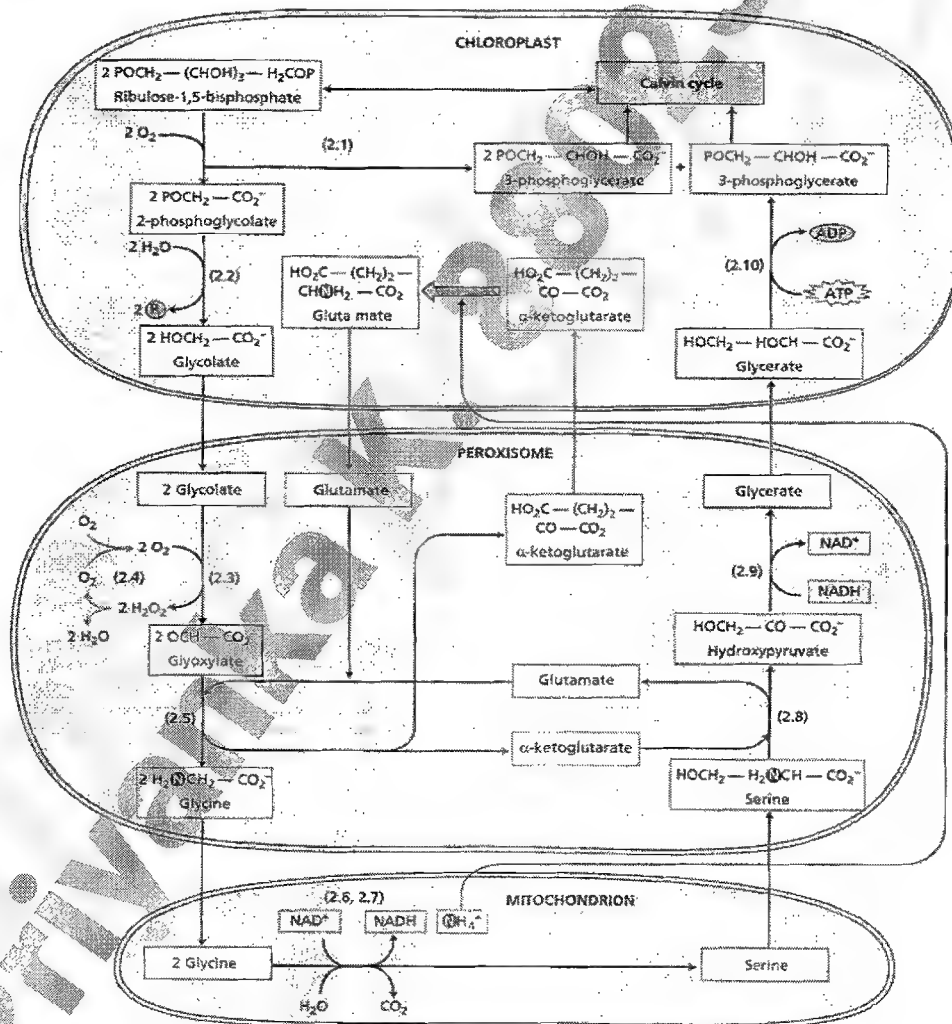 CHLOROPLAST
2 POCH₂ — (CHOH)₃ — H₂COP
Ribulose-1,5-bisphosphate
Calvin cycle
2 O₂
(2.1)
2 POCH₂ — CHOH — CO₂⁻
3-phosphoglycerate
+
POCH₂ — CHOH — CO₂⁻
3-phosphoglycerate
2 POCH₂ — CO₂⁻
2-phosphoglycolate
2 H₂O
(2.2)
2 Pi
HO₂C — (CH₂)₂ —
CHNH₂ — CO₂
Gluta mate
HO₂C — (CH₂)₂ —
CO — CO₂
α-ketoglutarate
(2.10)
ADP
ATP
2 HOCH₂ — CO₂⁻
Glycolate
HOCH₂ — HOCH — CO₂⁻
Glycerate
PEROXISOME
2 Glycolate
Glutamate
Glycerate
HO₂C — (CH₂)₂ —
CO — CO₂
α-ketoglutarate
O₂
2 O₂
O₂
(2.4)
(2.3)
2 H₂O₂
2 H₂O
NAD⁺
(2.9)
NADH
2 OCH — CO₂⁻
Glyoxylate
HOCH₂ — CO — CO₂⁻
Hydroxypyruvate
Glutamate
(2.5)
(2.8)
α-ketoglutarate
2 H₂NCH₂ — CO₂⁻
Glycine
HOCH₂ — H₂NCH — CO₂⁻
Serine
MITOCHONDRION
(2.6, 2.7)
NAD⁺
NADH
NH₄⁺
2 Glycine
Serine
H₂O
CO₂